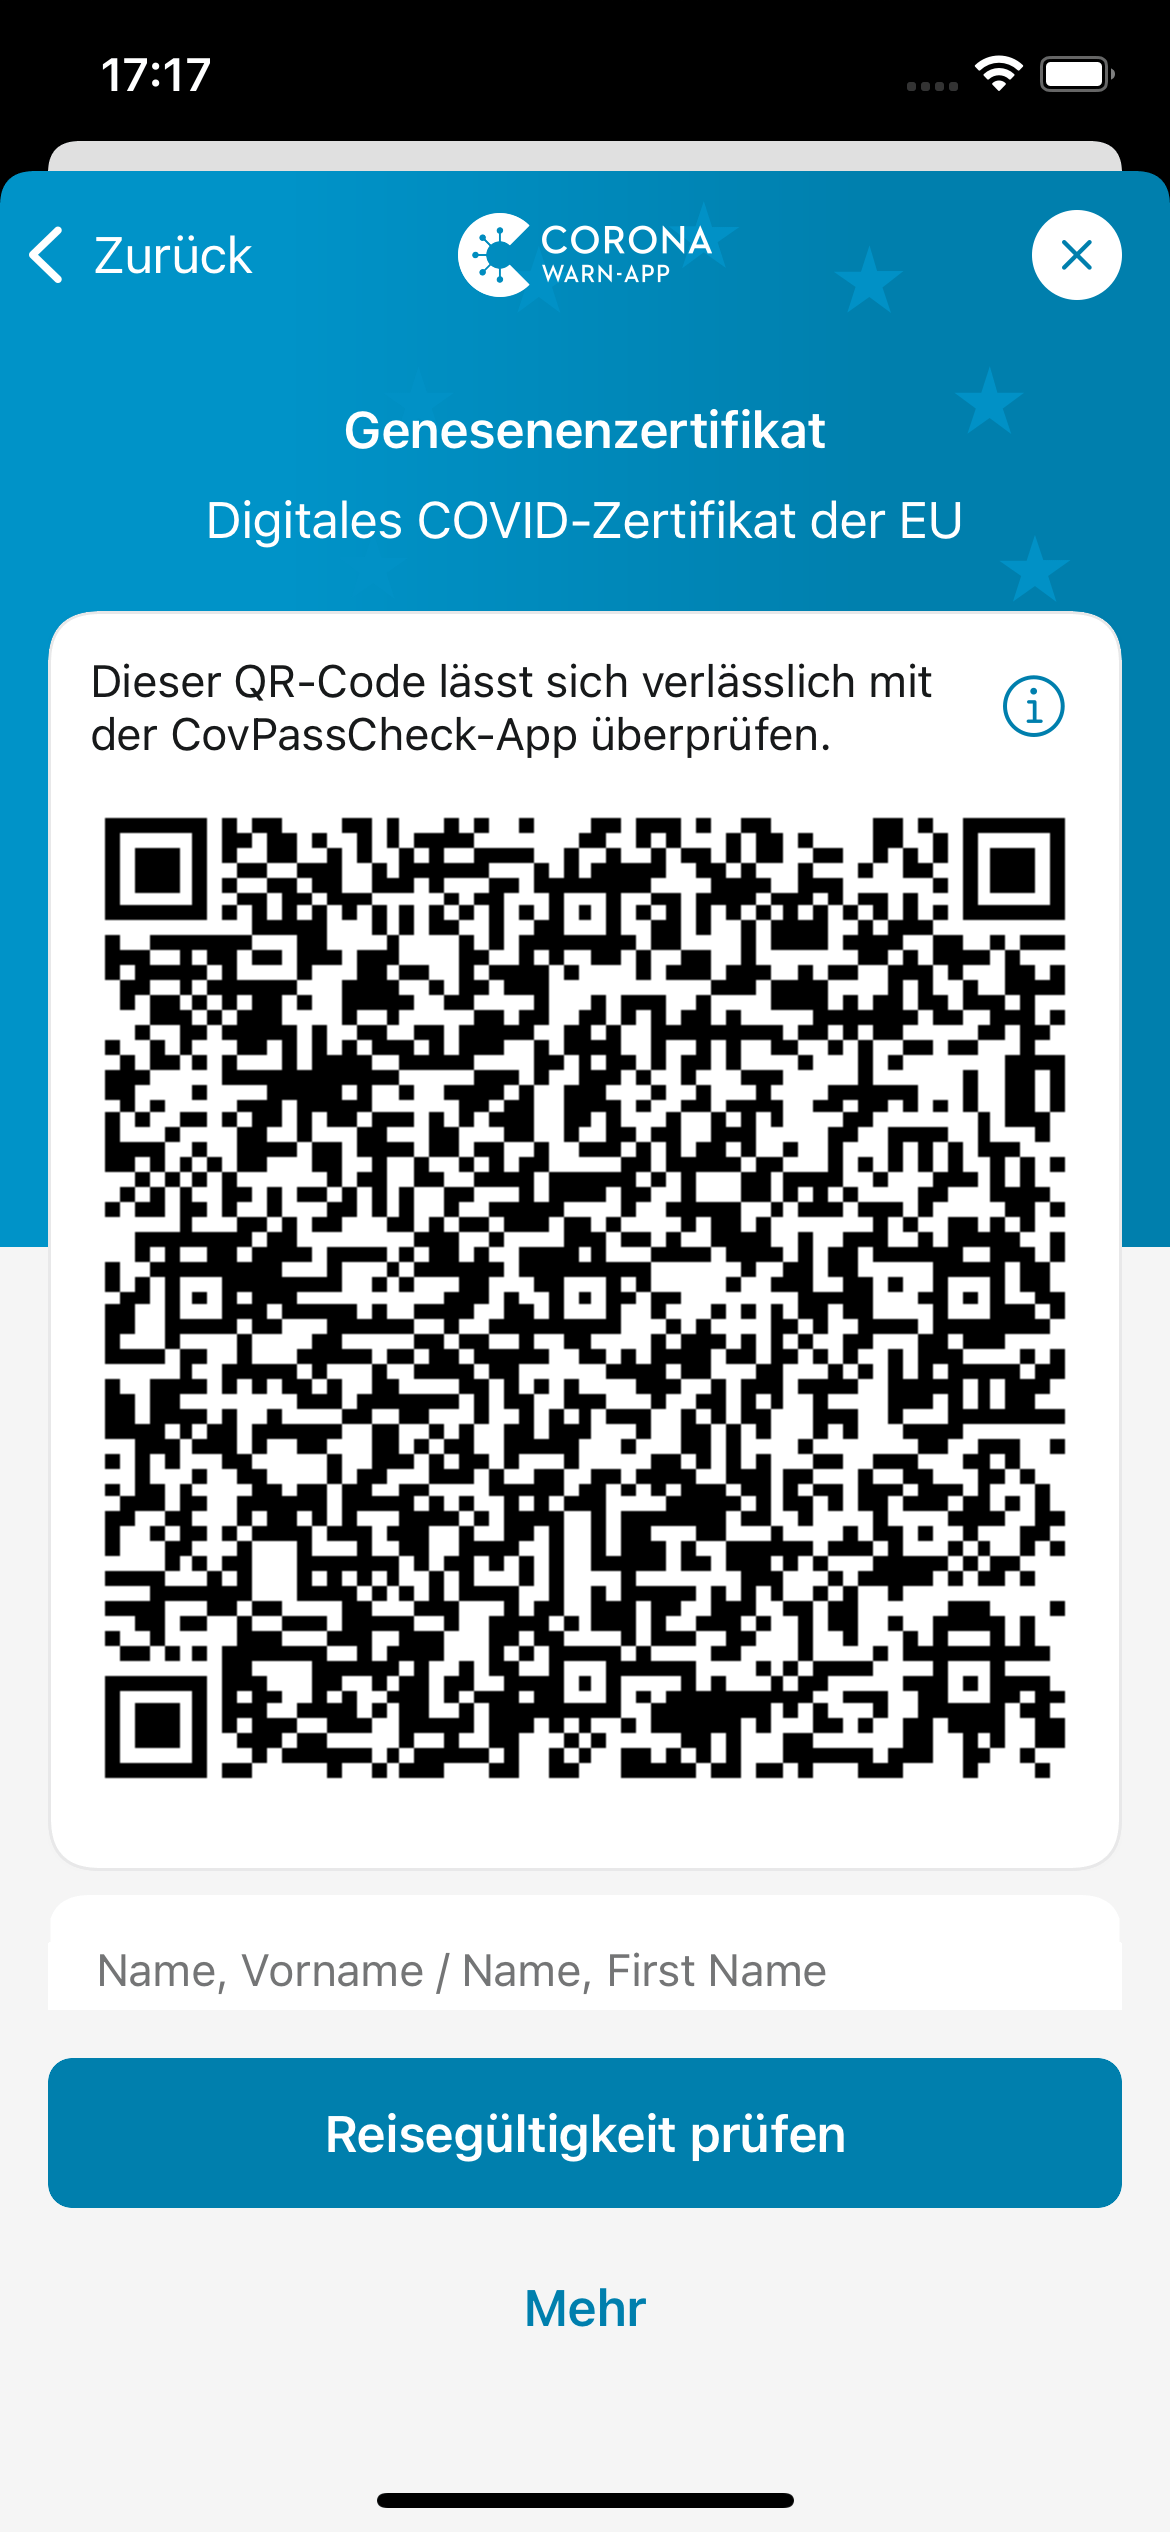 17:17
Zurück
CORONA
WARN-APP
Genesenenzertifikat
Digitales COVID-Zertifikat der EU
Dieser QR-Code lässt sich verlässlich mit
der CovPassCheck-App überprüfen.
Name, Vorname / Name, First Name
Reisegültigkeit prüfen
Mehr